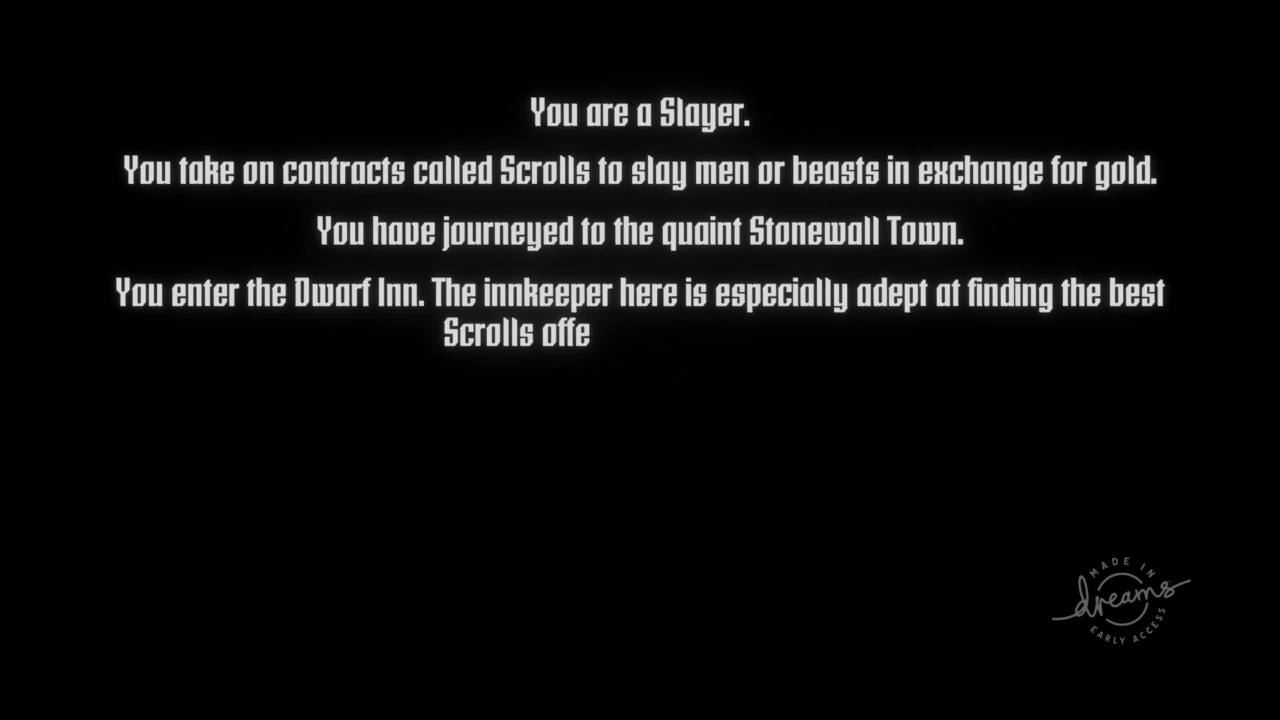 You are a Slayer.
You take on contracts called Scrolls to slay men or beasts in exchange for gold.
You have journeyed to the quaint Stonewall Town.
You enter the Dwarf Inn. The innkeeper here is especially adept at finding the best
Scrolls offe
MADE IN
dreams
EARLY ACCESS